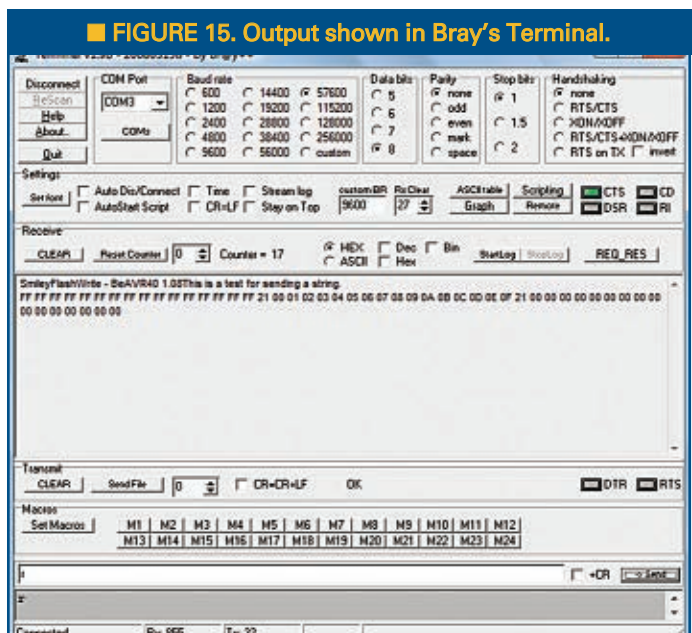 ■ FIGURE 15. Output shown in Bray's Terminal.
Disconnect
ReScan
Help
About..
Quit
COM Port
COM3
COMs
Baud rate
600 14400 57600
1200 19200 115200
2400 28800 128000
4800 38400 256000
9600 56000 custom
Data bits
5
6
7
8
Parity
none
odd
even
mark
space
Stop bits
1
1.5
2
Handshaking
none
RTS/CTS
XON/XOFF
RTS/CTS+XON/XOFF
RTS on TX invert
Settings
Set font
Auto Dis/Connect Time Stream log
AutoStart Script CR=LF Stay on Top
custom BR Rx Clear
9600 27
ASCII table Scripting
Graph Remote
CTS CD
DSR RI
Receive
CLEAR Reset Counter 0 Counter = 17
HEX Dec Bin
ASCII Hex
StartLog StopLog REQ_RES
SmileyFlashWrite - BeAVR40 1.08This is a test for sending a string.
FF FF FF FF FF FF FF FF FF FF FF FF FF FF FF FF 21 00 01 02 03 04 05 06 07 08 09 0A 0B 0C 0D 0E 0F 21 00 00 00 00 00 00 00 00 00
00 00 00 00 00 00 00
Transmit
CLEAR Send File 0 CR=CR+LF OK
DTR RTS
Macros
Set Macros
M1 M2 M3 M4 M5 M6 M7 M8 M9 M10 M11 M12
M13 M14 M15 M16 M17 M18 M19 M20 M21 M22 M23 M24
+CR -> Send
Connected